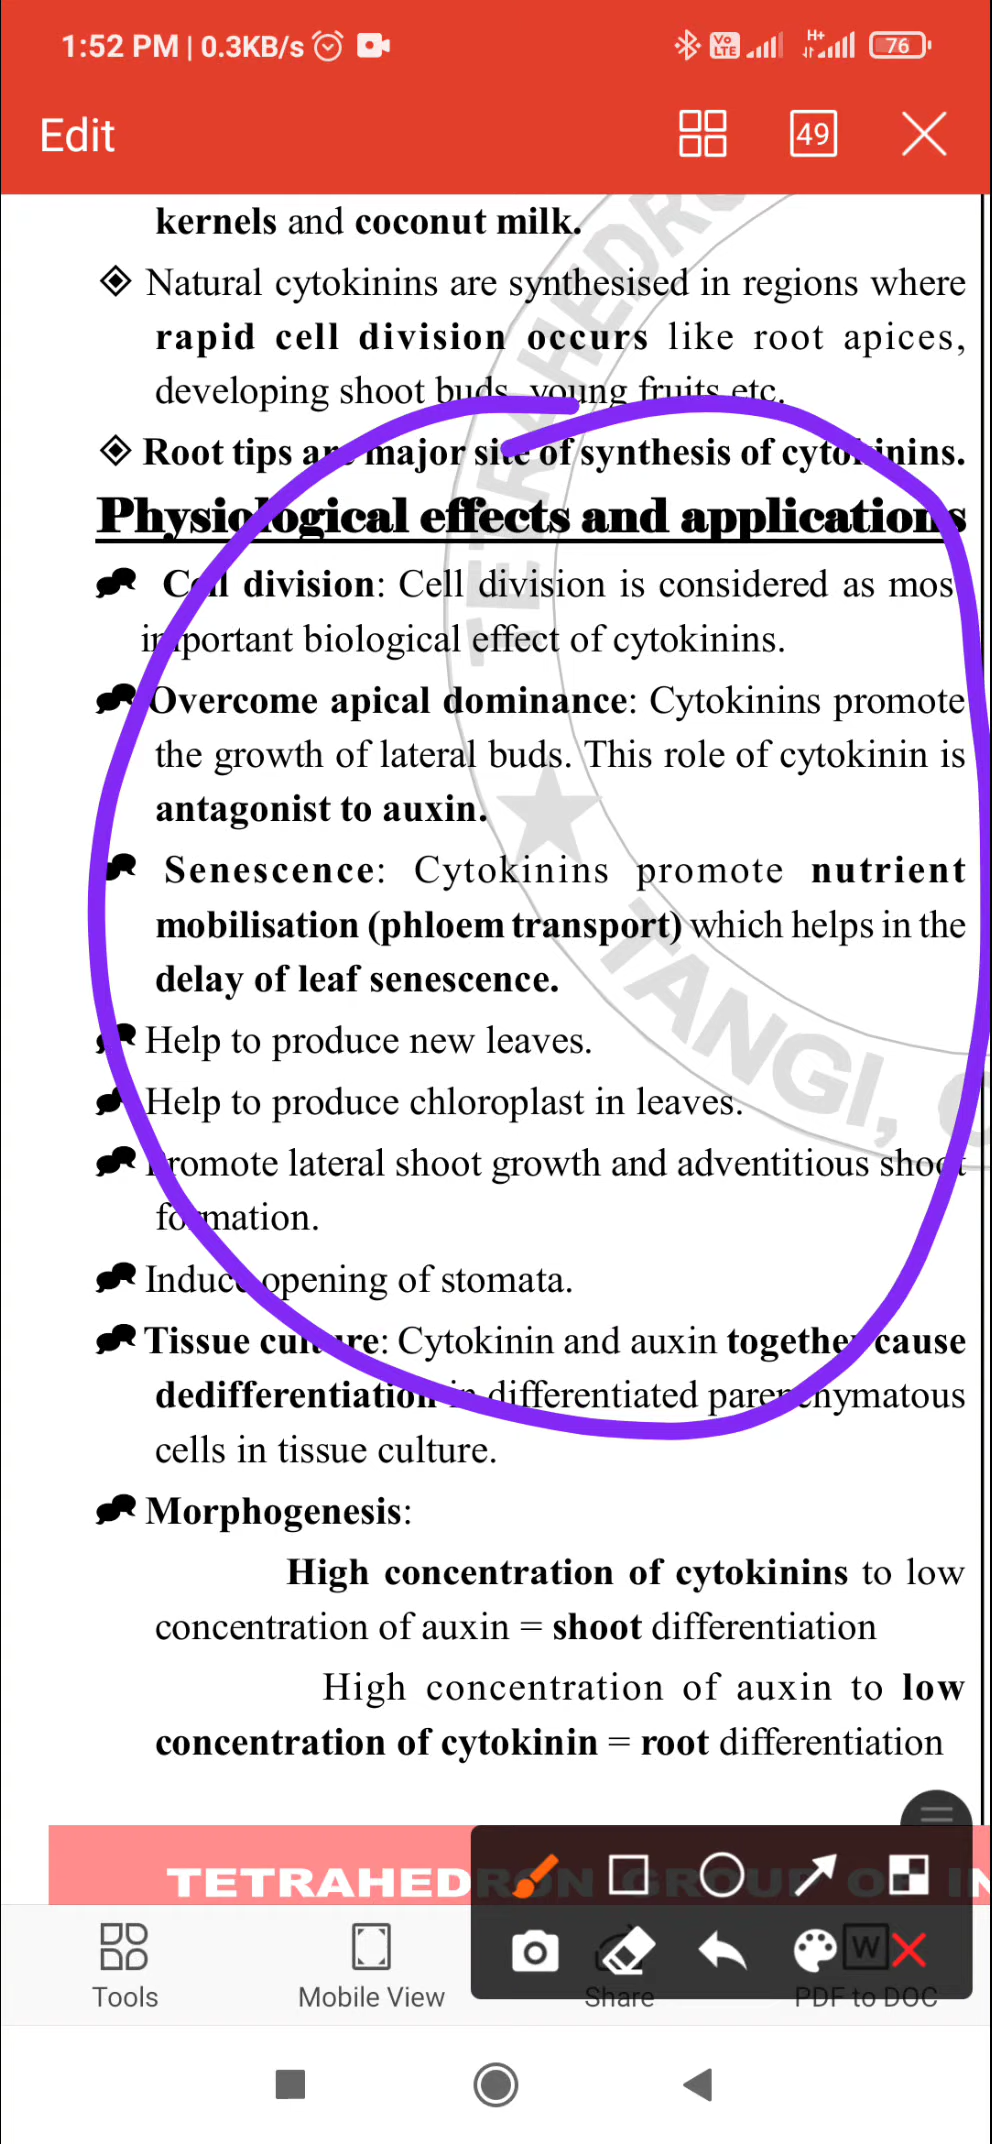 1:52 PM | 0.3KB/s
Vo LTE H+ 76
Edit 49
kernels and coconut milk.
Natural cytokinins are synthesised in regions where
rapid cell division occurs like root apices,
developing shoot buds, young fruits etc.
Root tips are major site of synthesis of cytokinins.
Physiological effects and applications
Cell division: Cell division is considered as mos
important biological effect of cytokinins.
Overcome apical dominance: Cytokinins promote
the growth of lateral buds. This role of cytokinin is
antagonist to auxin.
Senescence: Cytokinins promote nutrient
mobilisation (phloem transport) which helps in the
delay of leaf senescence.
Help to produce new leaves.
Help to produce chloroplast in leaves.
Promote lateral shoot growth and adventitious shoot
formation.
Induce opening of stomata.
Tissue culture: Cytokinin and auxin together cause
dedifferentiation in differentiated parenchymatous
cells in tissue culture.
Morphogenesis:
High concentration of cytokinins to low
concentration of auxin = shoot differentiation
High concentration of auxin to low
concentration of cytokinin = root differentiation
TETRAHEDRON GROUP OF IN
TETRAHEDRO
TANGI, C
W
Tools Mobile View Share PDF to DOC